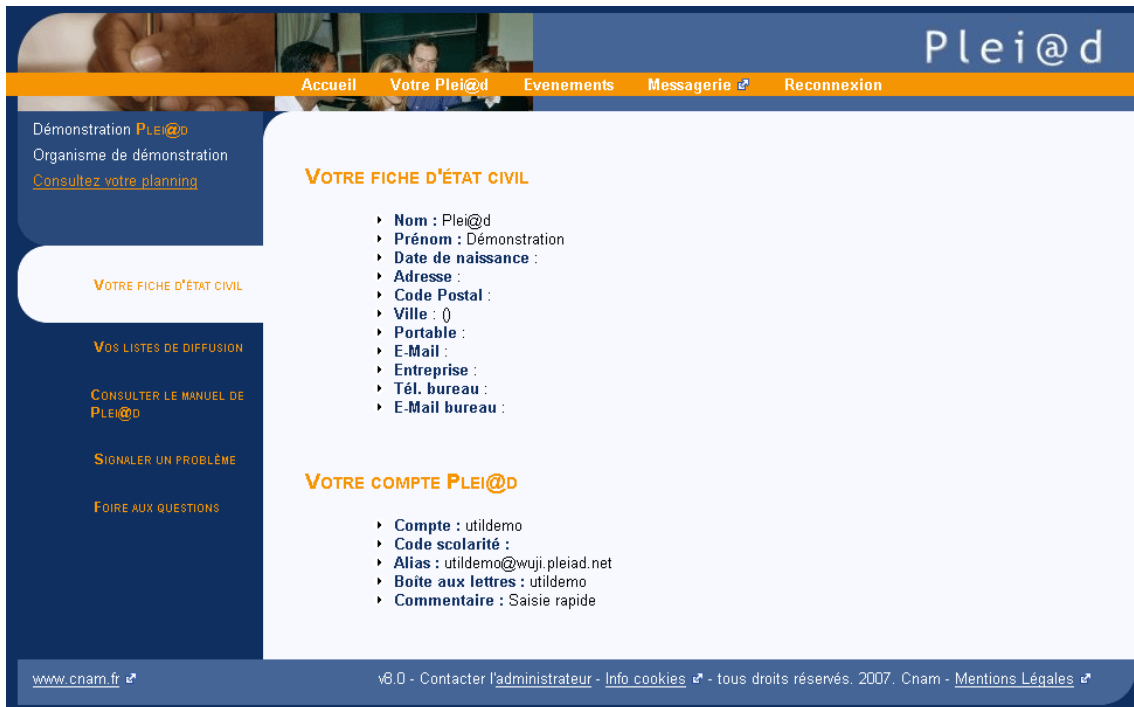 Plei@d
Accueil Votre Plei@d Evenements Messagerie Reconnexion
Démonstration PLEI@D
Organisme de démonstration
Consultez votre planning
VOTRE FICHE D'ÉTAT CIVIL
VOS LISTES DE DIFFUSION
CONSULTER LE MANUEL DE
PLEI@D
SIGNALER UN PROBLÈME
FOIRE AUX QUESTIONS
VOTRE FICHE D'ÉTAT CIVIL
Nom : Plei@d
Prénom : Démonstration
Date de naissance :
Adresse :
Code Postal :
Ville : ()
Portable :
E-Mail :
Entreprise :
Tél. bureau :
E-Mail bureau :
VOTRE COMPTE PLEI@D
Compte : utildemo
Code scolarité :
Alias : utildemo@wuji.pleiad.net
Boîte aux lettres : utildemo
Commentaire : Saisie rapide
www.cnam.fr
v8.0 - Contacter l'administrateur - Info cookies - tous droits réservés. 2007. Cnam - Mentions Légales